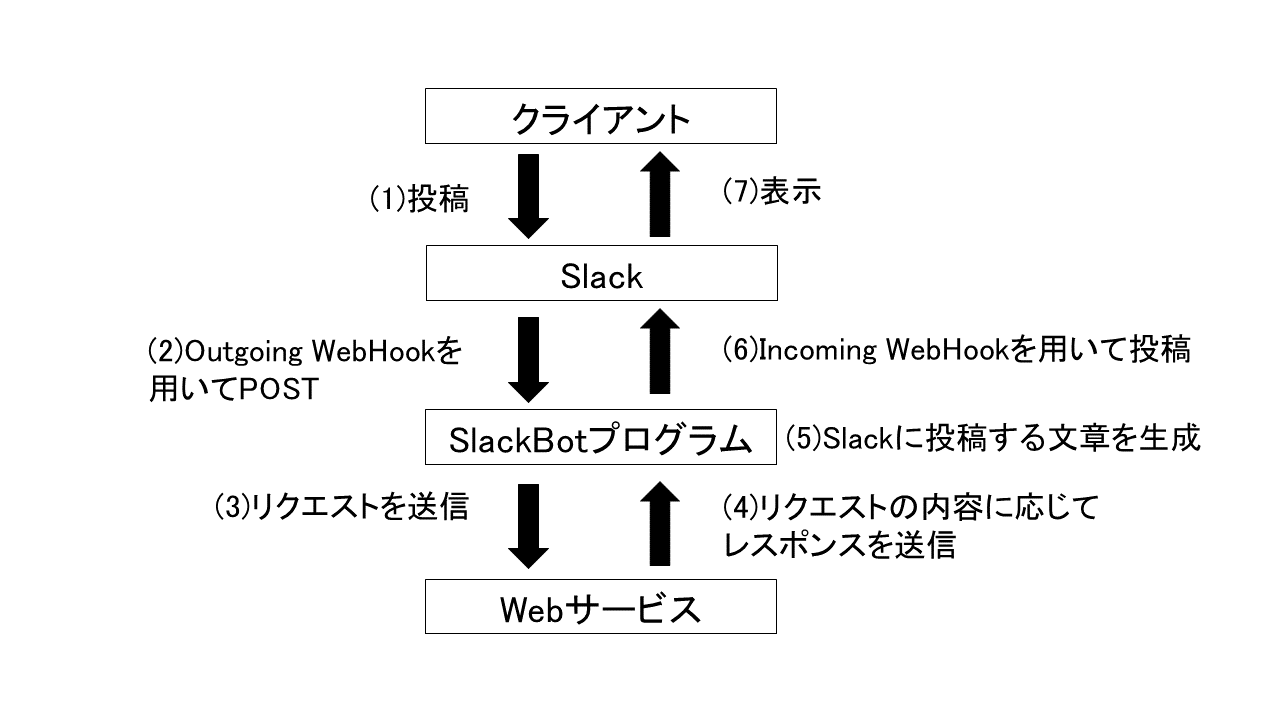 クライアント
(1)投稿
(7)表示
Slack
(2)Outgoing WebHookを
用いてPOST
(6)Incoming WebHookを用いて投稿
SlackBotプログラム
(5)Slackに投稿する文章を生成
(3)リクエストを送信
(4)リクエストの内容に応じて
レスポンスを送信
Webサービス